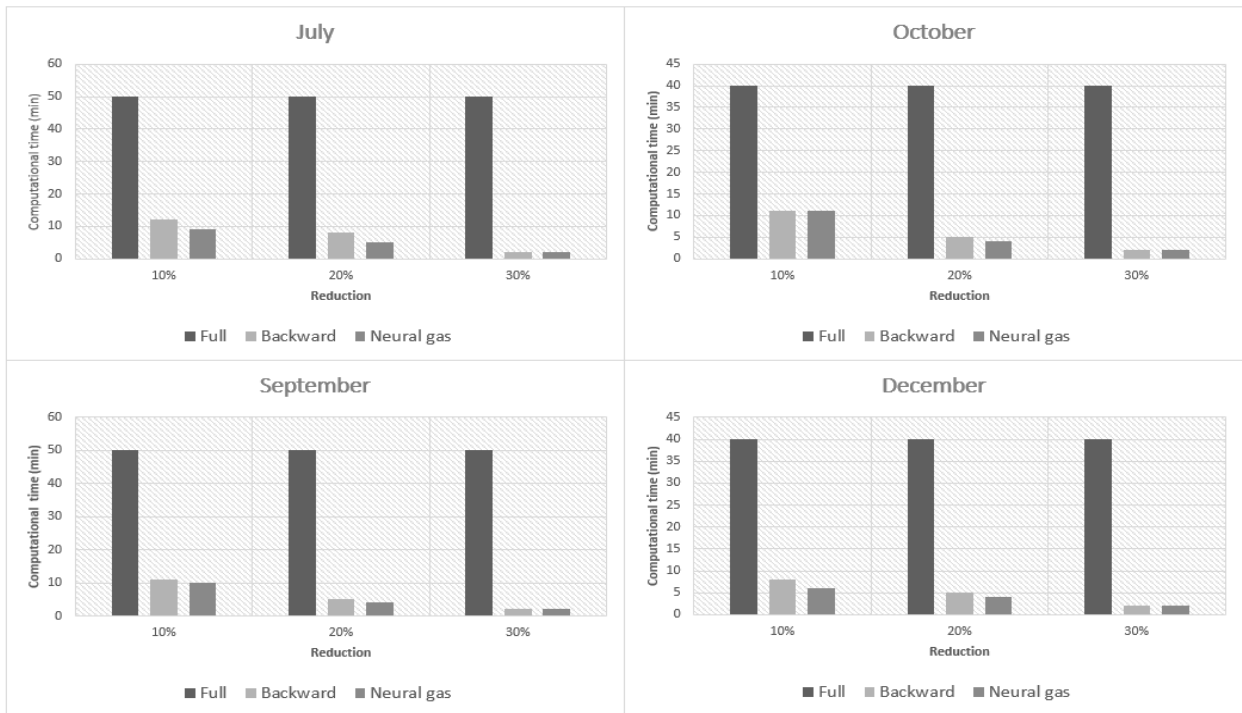 July
Computational time (min)
60
50
40
30
20
10
0
10% 20% 30%
Reduction
Full Backward Neural gas
October
Computational time (min)
45
40
35
30
25
20
15
10
5
0
10% 20% 30%
Reduction
Full Backward Neural gas
September
Computational time (min)
60
50
40
30
20
10
0
10% 20% 30%
Reduction
Full Backward Neural gas
December
Computational time (min)
45
40
35
30
25
20
15
10
5
0
10% 20% 30%
Reduction
Full Backward Neural gas